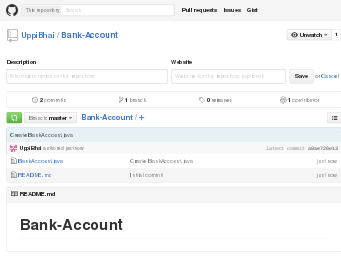 This repository Search Pull requests Issues Gist
UppiBhai / Bank-Account Unwatch 1
Description Website
Short description of this repository Website for this repository (optional) Save or Cancel
2 commits 1 branch 0 releases 1 contributor
Branch: master Bank-Account / +
Create BankAccount.java
UppiBhai authored just now latest commit
BankAccount.java Create BankAccount.java just now
README.md Initial commit just now
README.md
Bank-Account